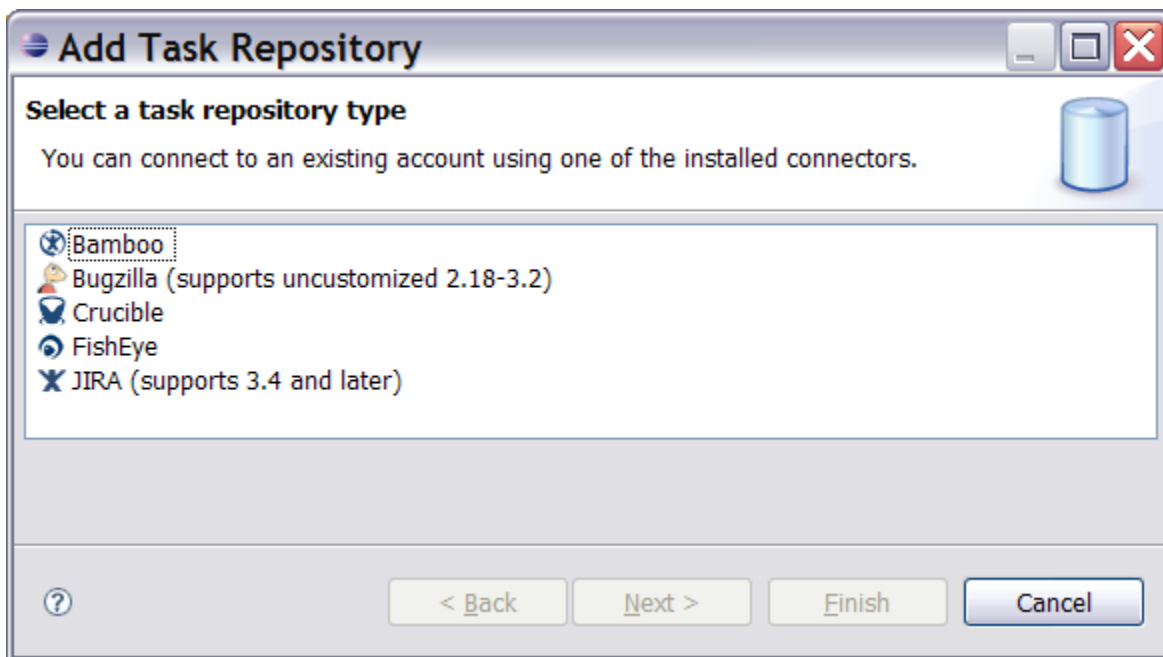 Add Task Repository
Select a task repository type
You can connect to an existing account using one of the installed connectors.
Bamboo
Bugzilla (supports uncustomized 2.18-3.2)
Crucible
FishEye
JIRA (supports 3.4 and later)
? < Back Next > Finish Cancel